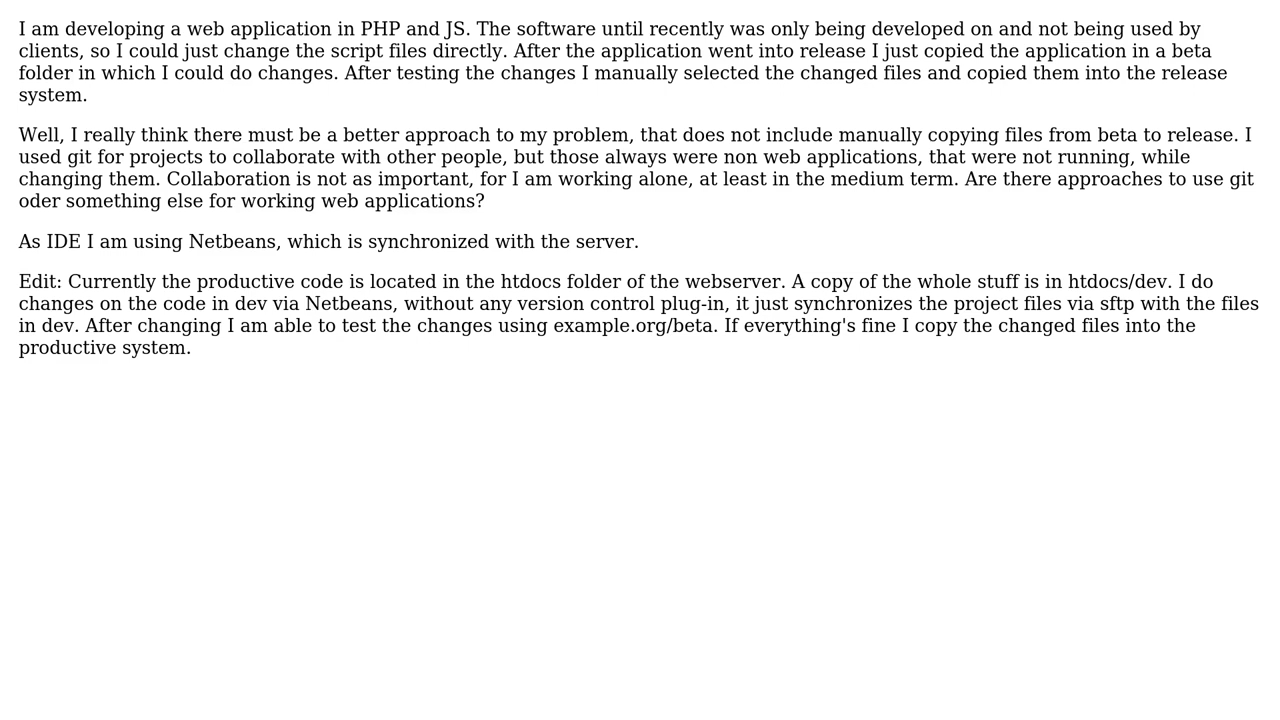 I am developing a web application in PHP and JS. The software until recently was only being developed on and not being used by
clients, so I could just change the script files directly. After the application went into release I just copied the application in a beta
folder in which I could do changes. After testing the changes I manually selected the changed files and copied them into the release
system.
Well, I really think there must be a better approach to my problem, that does not include manually copying files from beta to release. I
used git for projects to collaborate with other people, but those always were non web applications, that were not running, while
changing them. Collaboration is not as important, for I am working alone, at least in the medium term. Are there approaches to use git
oder something else for working web applications?
As IDE I am using Netbeans, which is synchronized with the server.
Edit: Currently the productive code is located in the htdocs folder of the webserver. A copy of the whole stuff is in htdocs/dev. I do
changes on the code in dev via Netbeans, without any version control plug-in, it just synchronizes the project files via sftp with the files
in dev. After changing I am able to test the changes using example.org/beta. If everything's fine I copy the changed files into the
productive system.